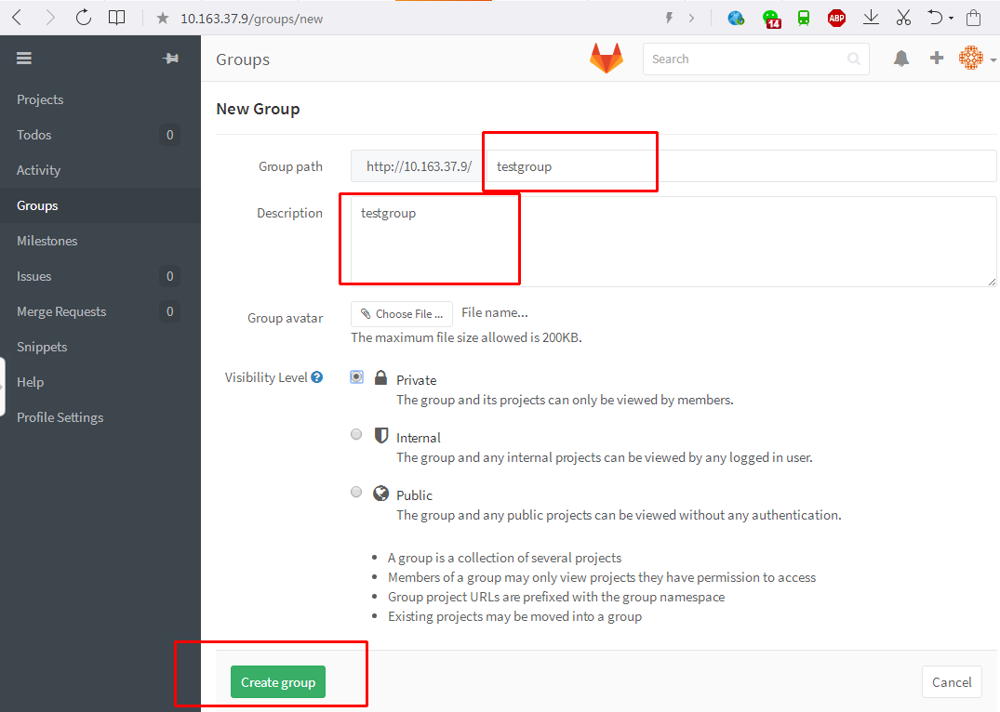 10.163.37.9/groups/new
14
ABP
Groups
Search
Projects
Todos 0
Activity
Groups
Milestones
Issues 0
Merge Requests 0
Snippets
Help
Profile Settings
New Group
Group path http://10.163.37.9/ testgroup
Description testgroup
Group avatar Choose File ... File name...
The maximum file size allowed is 200KB.
Visibility Level ? Private
The group and its projects can only be viewed by members.
Internal
The group and any internal projects can be viewed by any logged in user.
Public
The group and any public projects can be viewed without any authentication.
• A group is a collection of several projects
• Members of a group may only view projects they have permission to access
• Group project URLs are prefixed with the group namespace
• Existing projects may be moved into a group
Create group Cancel